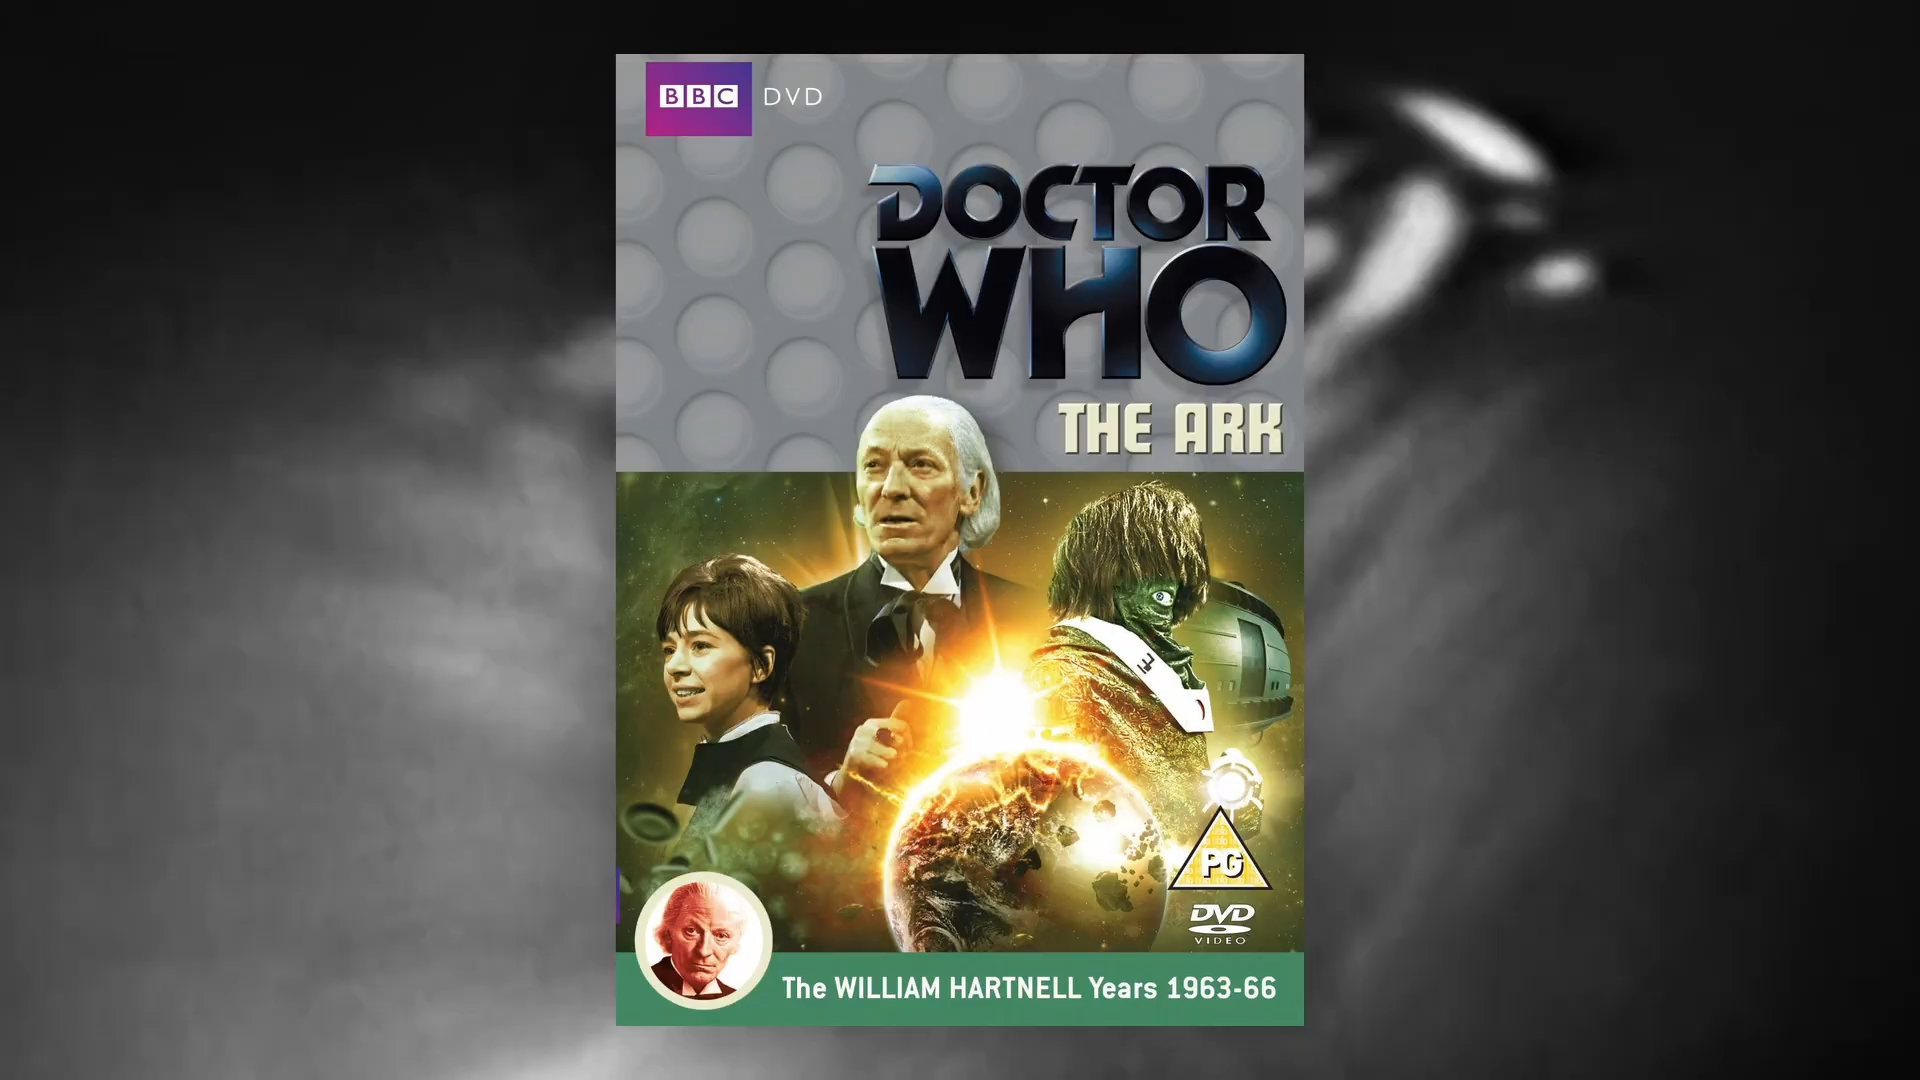 BBC DVD
DOCTOR
WHO
THE ARK
PG
DVD
VIDEO
The WILLIAM HARTNELL Years 1963-66